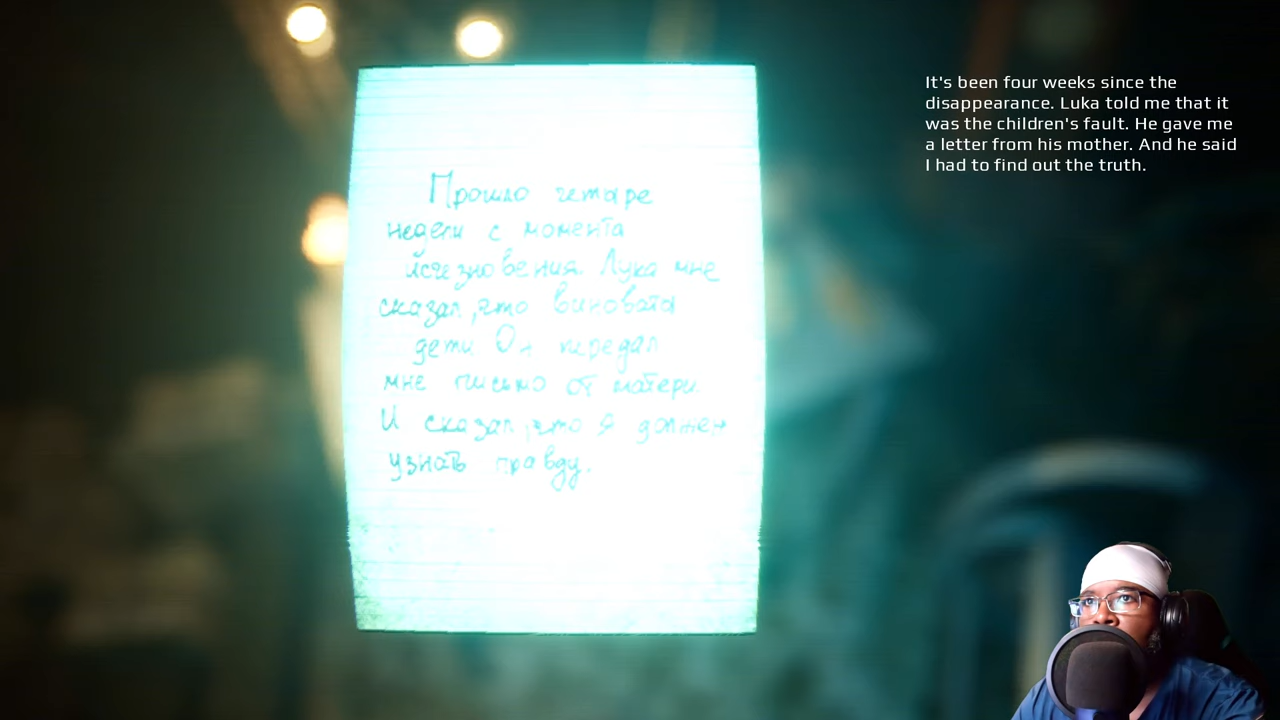 Прошло четыре
недели с момента
исчезновения. Лука мне
сказал, что виноваты
дети Он передал
мне письмо от матери
И сказал, что я должен
узнать правду.
It's been four weeks since the
disappearance. Luka told me that it
was the children's fault. He gave me
a letter from his mother. And he said
I had to find out the truth.